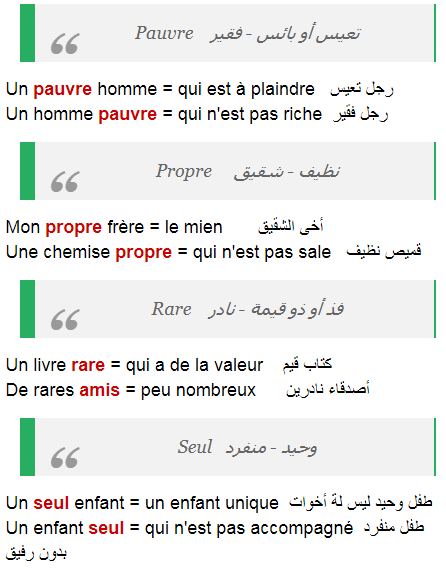 Pauvre تعيس أو بائس - فقير
Un pauvre homme = qui est à plaindre رجل تعيس
Un homme pauvre = qui n'est pas riche رجل فقير
Propre نظيف - شقيق
Mon propre frère = le mien أخى الشقيق
Une chemise propre = qui n'est pas sale قميص نظيف
Rare فذ أو ذو قيمة - نادر
Un livre rare = qui a de la valeur كتاب قيم
De rares amis = peu nombreux أصدقاء نادرين
Seul وحيد - منفرد
Un seul enfant = un enfant unique طفل وحيد ليس لة أخوات
Un enfant seul = qui n'est pas accompagné طفل منفرد
بدون رفيق